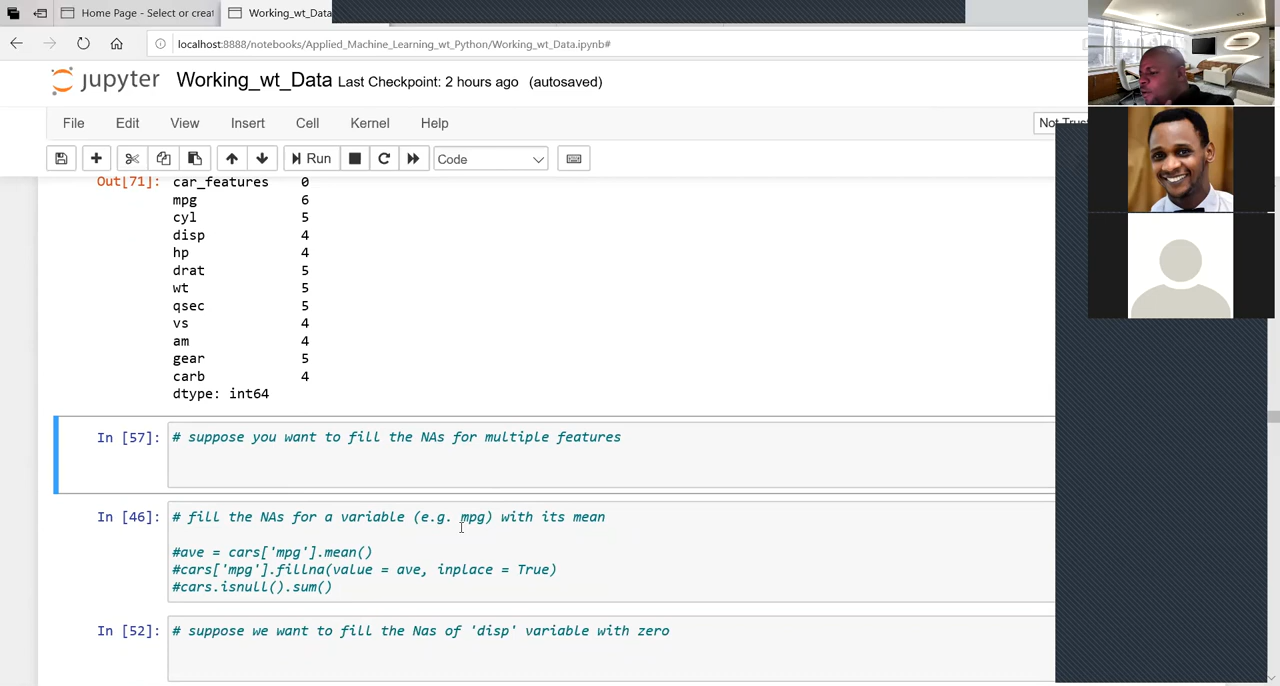 Home Page - Select or creat
Working_wt_Data
localhost:8888/notebooks/Applied_Machine_Learning_wt_Python/Working_wt_Data.ipynb#
jupyter Working_wt_Data Last Checkpoint: 2 hours ago (autosaved)
File Edit View Insert Cell Kernel Help
Not Trus
Run
Code
Out[71]: car_features 0
mpg 6
cyl 5
disp 4
hp 4
drat 5
wt 5
qsec 5
vs 4
am 4
gear 5
carb 4
dtype: int64
In [57]: # suppose you want to fill the NAs for multiple features
In [46]: # fill the NAs for a variable (e.g. mpg) with its mean
#ave = cars['mpg'].mean()
#cars['mpg'].fillna(value = ave, inplace = True)
#cars.isnull().sum()
In [52]: # suppose we want to fill the Nas of 'disp' variable with zero